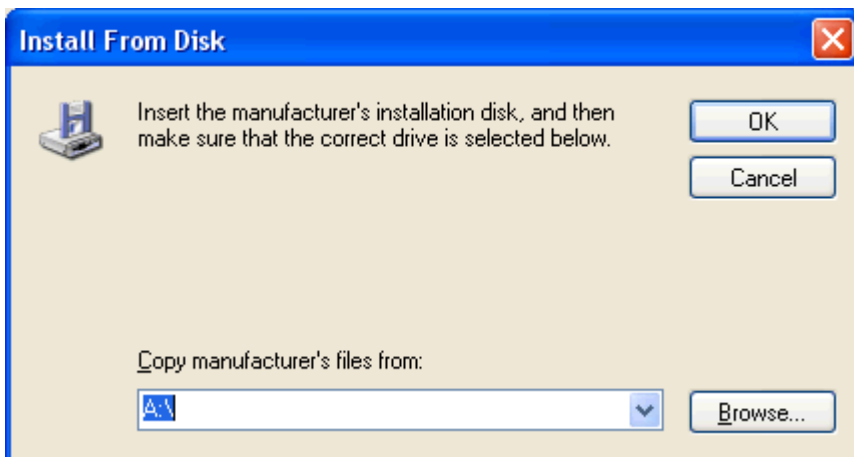 Install From Disk
Insert the manufacturer's installation disk, and then
make sure that the correct drive is selected below.
OK
Cancel
Copy manufacturer's files from:
A:\
Browse...